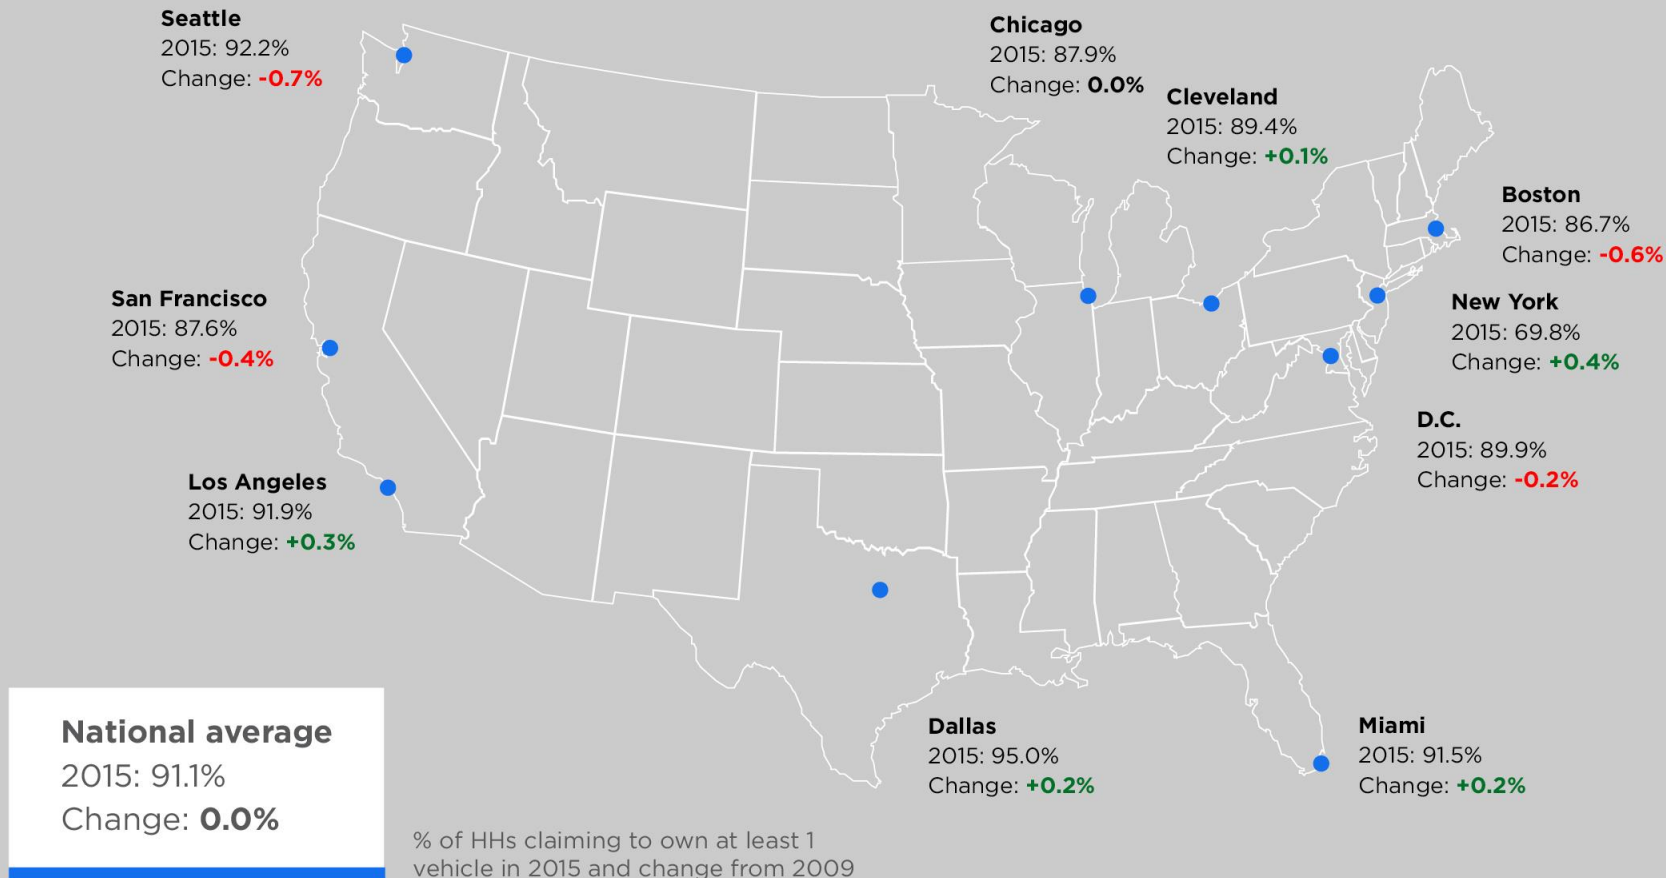 Seattle
2015: 92.2%
Change: -0.7%
Chicago
2015: 87.9%
Change: 0.0%
Cleveland
2015: 89.4%
Change: +0.1%
Boston
2015: 86.7%
Change: -0.6%
San Francisco
2015: 87.6%
Change: -0.4%
New York
2015: 69.8%
Change: +0.4%
D.C.
2015: 89.9%
Change: -0.2%
Los Angeles
2015: 91.9%
Change: +0.3%
Dallas
2015: 95.0%
Change: +0.2%
Miami
2015: 91.5%
Change: +0.2%
National average
2015: 91.1%
Change: 0.0%
% of HHs claiming to own at least 1
vehicle in 2015 and change from 2009